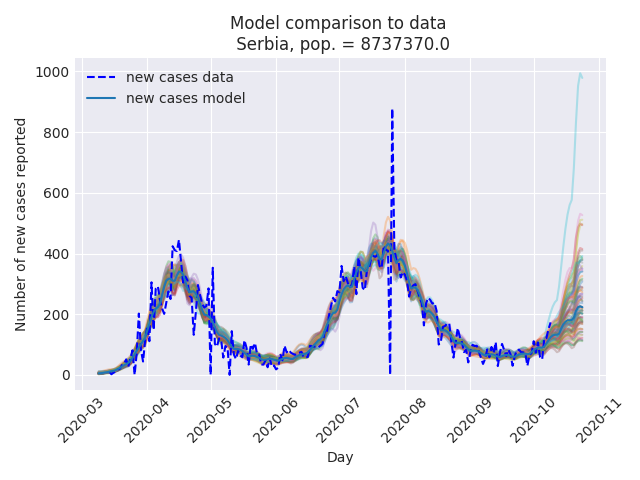 Model comparison to data
Serbia, pop. = 8737370.0
new cases data
new cases model
Number of new cases reported
1000
800
600
400
200
0
2020-03
2020-04
2020-05
2020-06
2020-07
2020-08
2020-09
2020-10
2020-11
Day